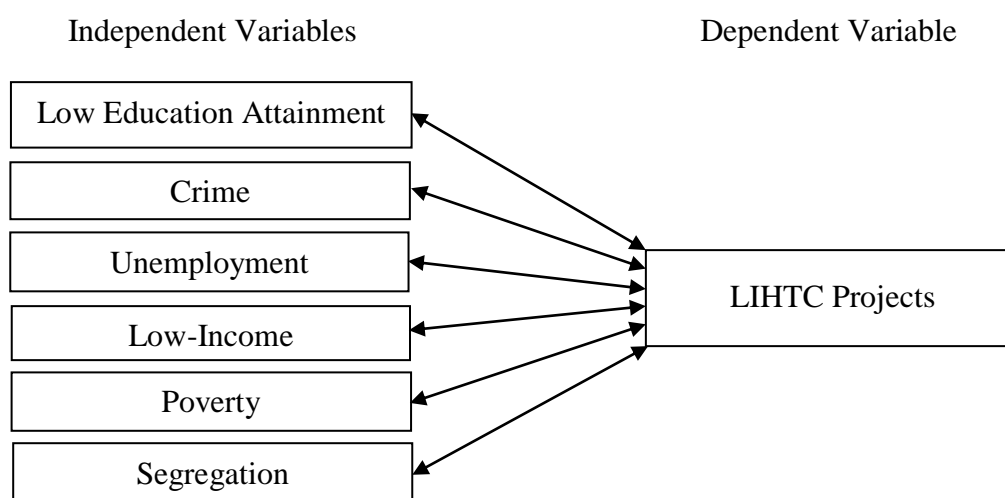 Independent Variables
Dependent Variable
Low Education Attainment
Crime
Unemployment
Low-Income
Poverty
Segregation
LIHTC Projects